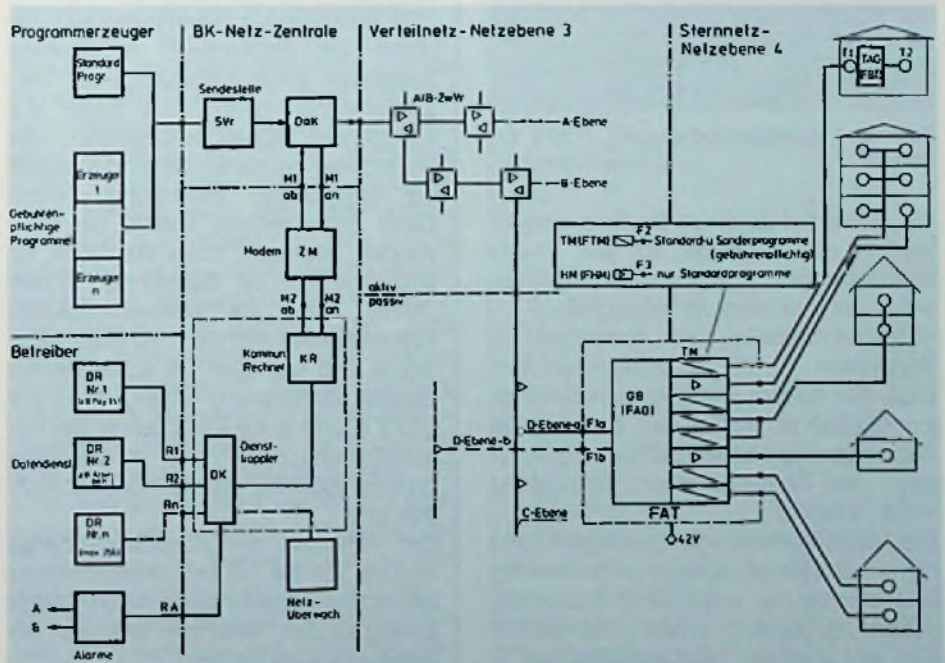 Programmerzeuger
BK-Netz-Zentrale
Verteilnetz-Netzebene 3
Sternnetz-
Netzebene 4
Standard
Progr.
Sendestelle
SWr
DaK
A/B-ZwW
A-Ebene
B-Ebene
T1
TAG
T2
Erzeuger
1
Gebühren-
pflichtige
Programme
Erzeuger
n
M1
ab
M1
an
Modem
ZM
M2
ab
M2
an
aktiv
passiv
F2
TM(FTM)
Standard-u Sonderprogramme
(gebührenpflichtig)
F3
HM(FHM)
nur Standardprogramme
Betreiber
Kommun.
Rechner
KR
DR
Nr.1
R1
Datendienst
DR
Nr.2
R2
DR
Nr.n
(max 256)
Rn
Dienst-
koppler
DK
Netz-
Überwach
A
B
RA
Alarme
TM
GB
(FAG)
D-Ebene-a
F1a
D-Ebene-b
F1b
C-Ebene
FAT
42V